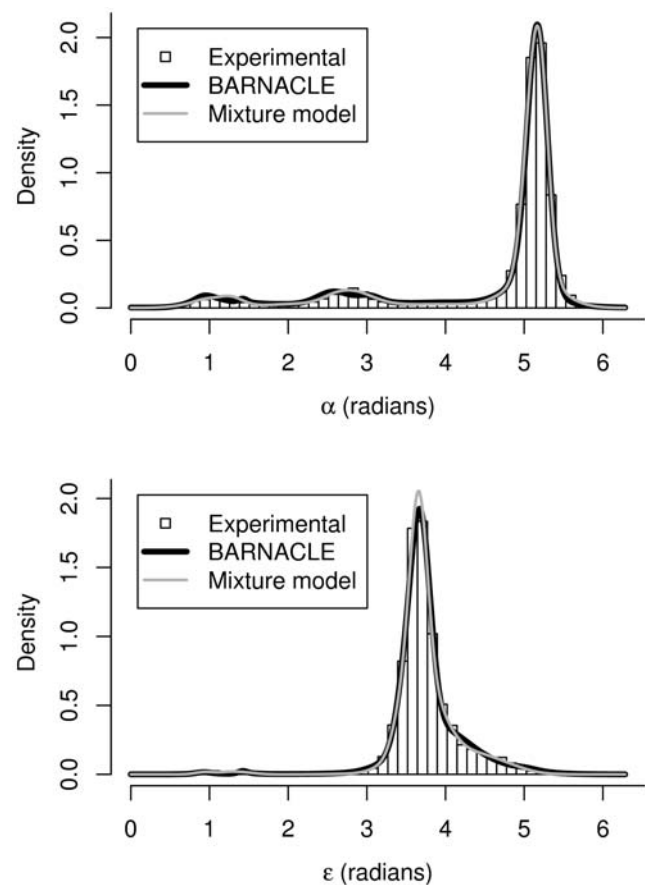 2.0
1.5
1.0
0.5
0.0
Density
Experimental
BARNACLE
Mixture model
0 1 2 3 4 5 6
α (radians)
2.0
1.5
1.0
0.5
0.0
Density
Experimental
BARNACLE
Mixture model
0 1 2 3 4 5 6
ε (radians)